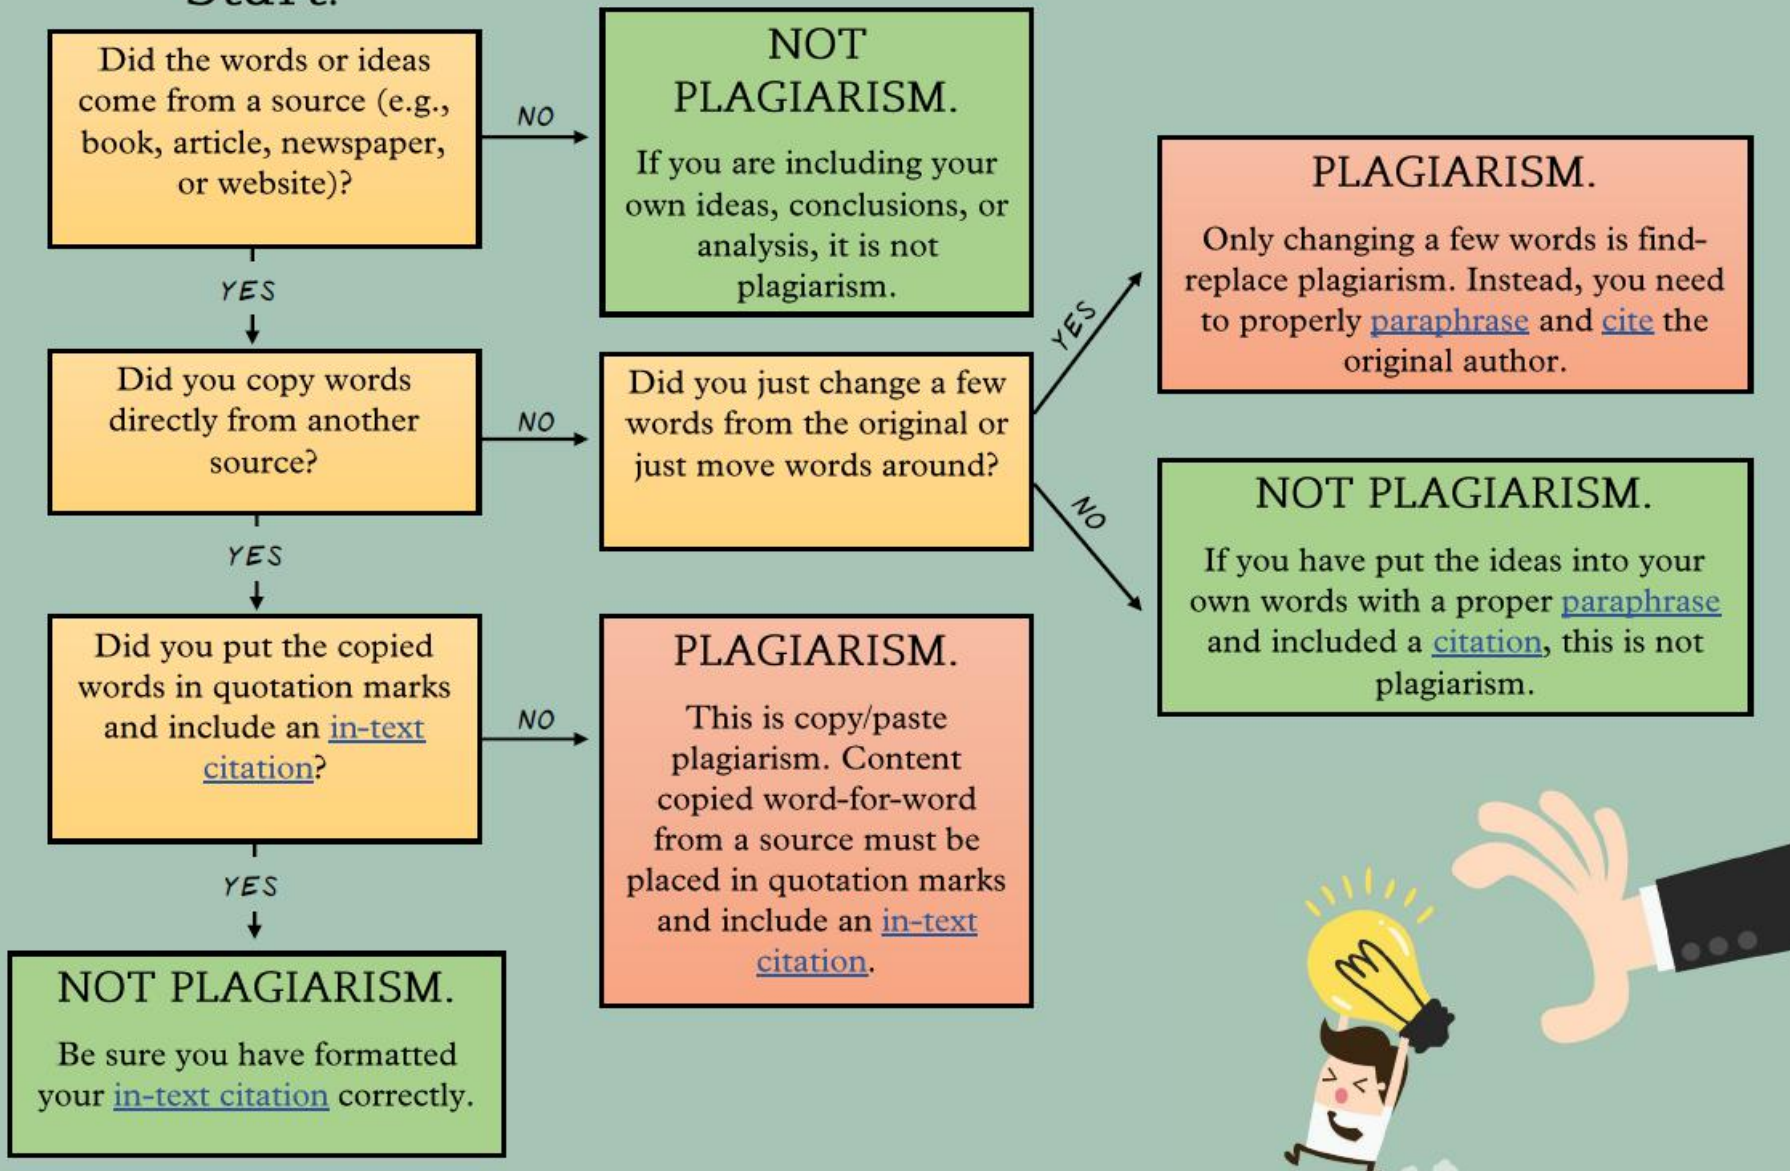 Start:
Did the words or ideas
come from a source (e.g.,
book, article, newspaper,
or website)?
NO
NOT
PLAGIARISM.
If you are including your
own ideas, conclusions, or
analysis, it is not
plagiarism.
YES
Did you copy words
directly from another
source?
NO
Did you just change a few
words from the original or
just move words around?
YES
PLAGIARISM.
Only changing a few words is find-
replace plagiarism. Instead, you need
to properly paraphrase and cite the
original author.
NO
NOT PLAGIARISM.
If you have put the ideas into your
own words with a proper paraphrase
and included a citation, this is not
plagiarism.
YES
Did you put the copied
words in quotation marks
and include an in-text
citation?
NO
PLAGIARISM.
This is copy/paste
plagiarism. Content
copied word-for-word
from a source must be
placed in quotation marks
and include an in-text
citation.
YES
NOT PLAGIARISM.
Be sure you have formatted
your in-text citation correctly.